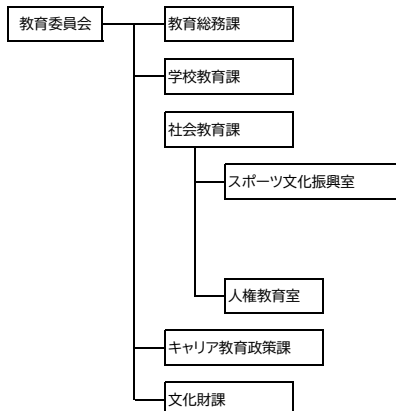 教育委員会
教育総務課
学校教育課
社会教育課
スポーツ文化振興室
人権教育室
キャリア教育政策課
文化財課